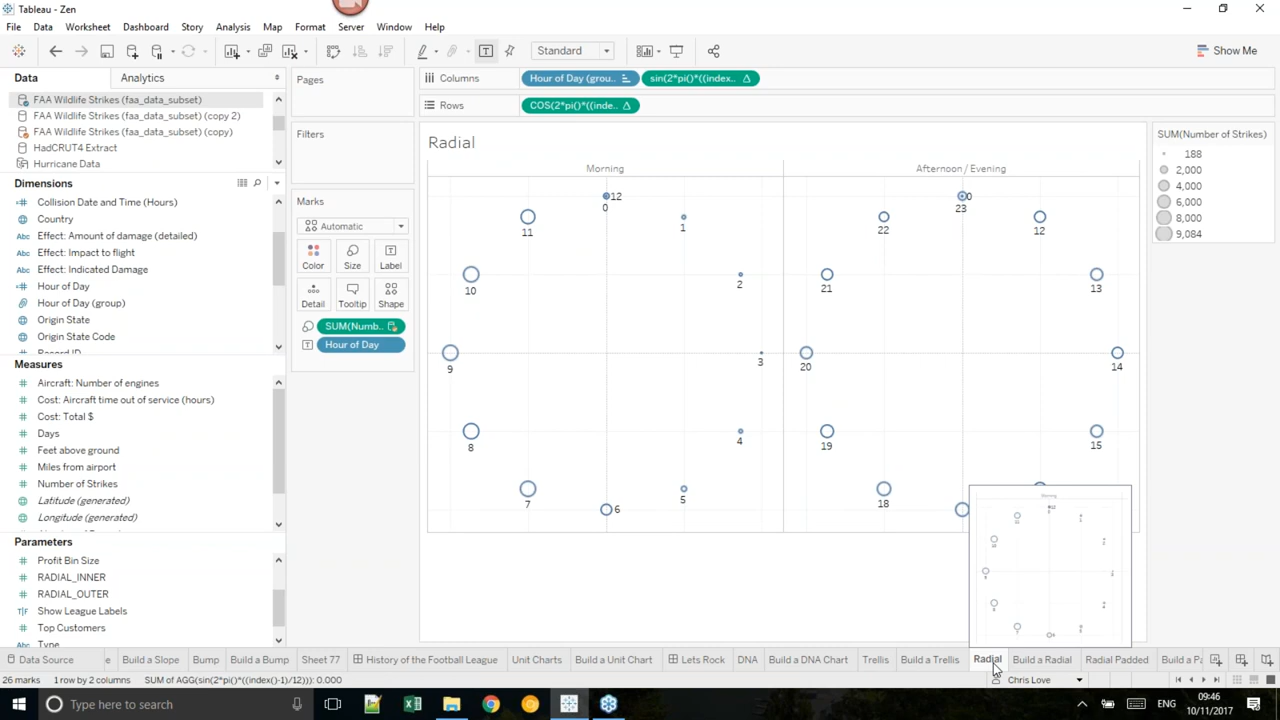 Tableau - Zen
File Data Worksheet Dashboard Story Analysis Map Format Server Window Help
Standard
Show Me
Data
Analytics
FAA Wildlife Strikes (faa_data_subset)
FAA Wildlife Strikes (faa_data_subset) (copy 2)
FAA Wildlife Strikes (faa_data_subset) (copy)
HadCRUT4 Extract
Hurricane Data
Dimensions
Collision Date and Time (Hours)
Country
Abc Effect: Amount of damage (detailed)
Abc Effect: Impact to flight
Abc Effect: Indicated Damage
Hour of Day
Hour of Day (group)
Origin State
Origin State Code
Record ID
Measures
Aircraft: Number of engines
Cost: Aircraft time out of service (hours)
Cost: Total $
Days
Feet above ground
Miles from airport
Number of Strikes
Latitude (generated)
Longitude (generated)
Parameters
Profit Bin Size
RADIAL_INNER
RADIAL_OUTER
Show League Labels
Top Customers
Type
Pages
Filters
Marks
Automatic
Color
Size
Label
Detail
Tooltip
Shape
SUM(Numb..
Hour of Day
Columns
Hour of Day (grou..
sin(2*pi()*((index..
Rows
COS(2*pi()*((inde..
Radial
Morning
Afternoon / Evening
12
0
11
1
10
2
9
3
8
4
7
5
6
0
23
22
12
21
13
20
14
19
15
18
Morning
SUM(Number of Strikes)
188
2,000
4,000
6,000
8,000
9,084
Data Source
e
Build a Slope
Bump
Build a Bump
Sheet 77
History of the Football League
Unit Charts
Build a Unit Chart
Lets Rock
DNA
Build a DNA Chart
Trellis
Build a Trellis
Radial
Build a Radial
Radial Padded
Build a Pa
26 marks 1 row by 2 columns SUM of AGG(sin(2*pi()*((index()-1)/12))): 0.000
Chris Love
Type here to search
09:46
10/11/2017